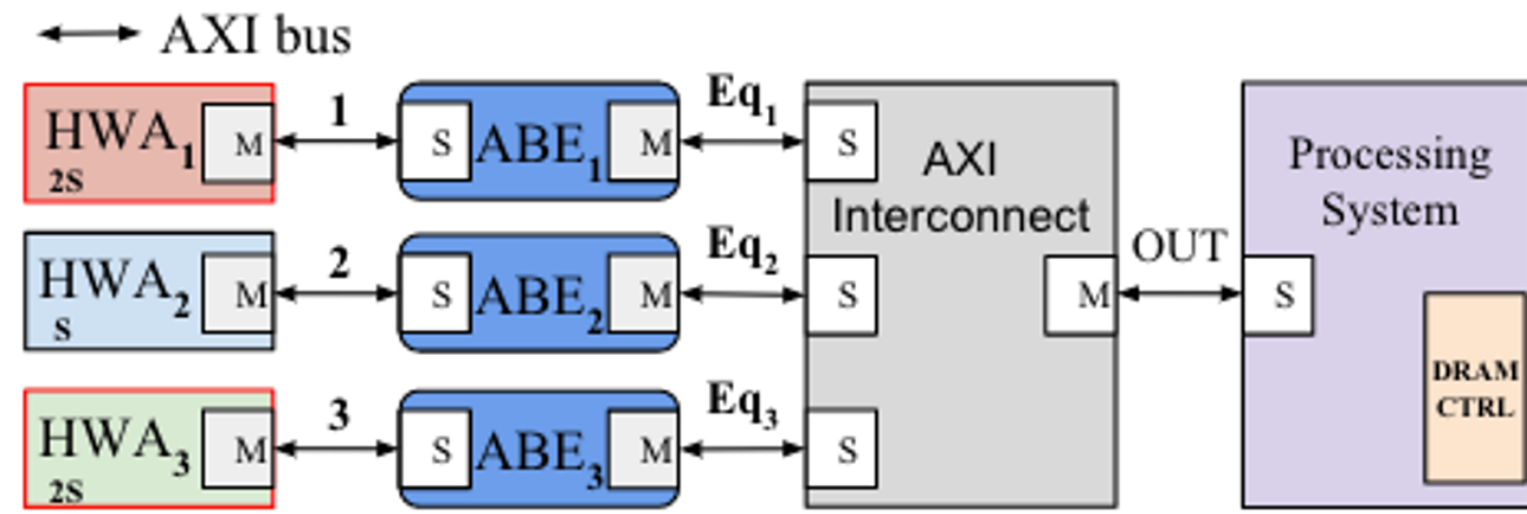 AXI bus
HWA1
2S
M
1
S
ABE1
M
Eq1
S
AXI
Interconnect
Processing
System
HWA2
S
M
2
S
ABE2
M
Eq2
S
M
OUT
S
DRAM
CTRL
HWA3
2S
M
3
S
ABE3
M
Eq3
S